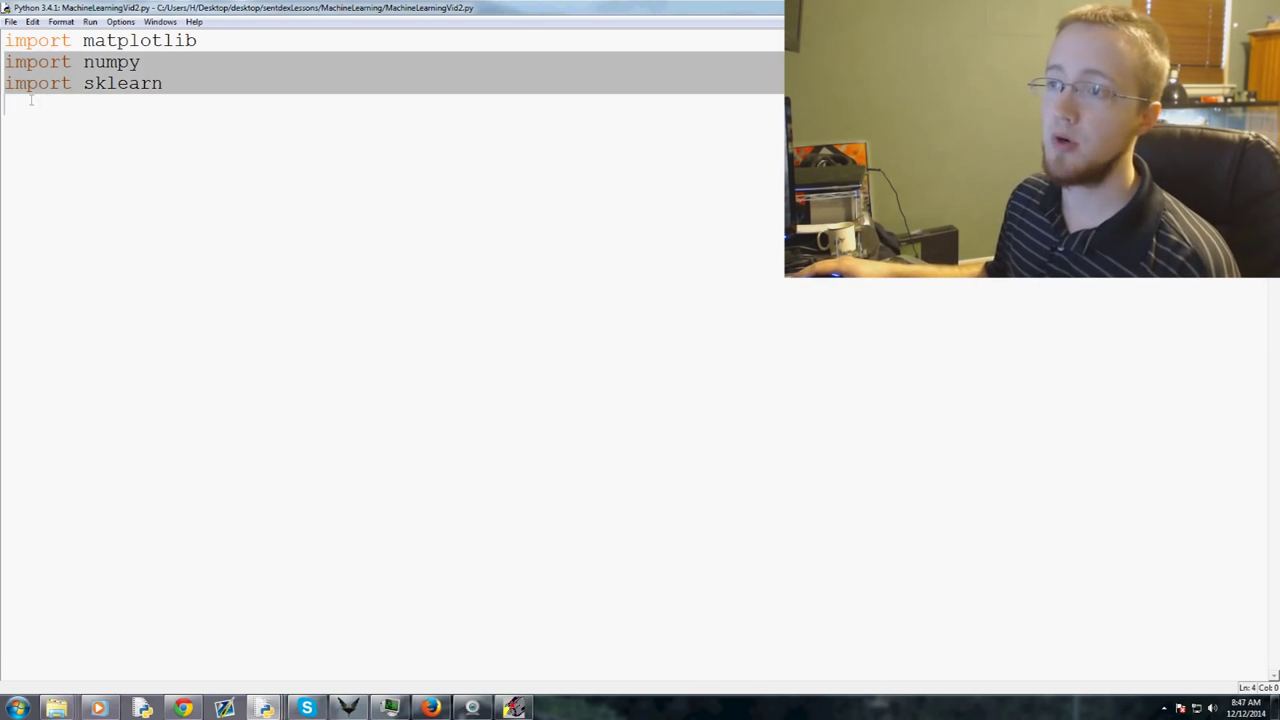 Python 3.4.1: MachineLearningVid2.py - C:/Users/H/Desktop/desktop/sentdexLessons/MachineLearning/MachineLearningVid2.py
File Edit Format Run Options Windows Help
import matplotlib
import numpy
import sklearn
Ln: 4 Col: 0
8:47 AM
12/12/2014